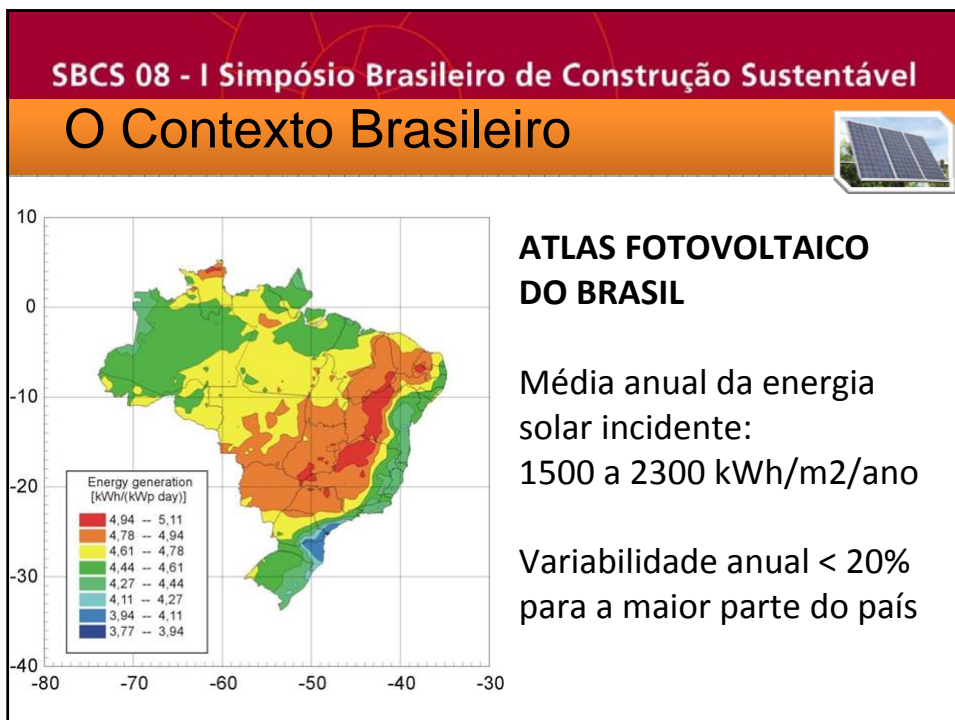 SBCS 08 - I Simpósio Brasileiro de Construção Sustentável
O Contexto Brasileiro
ATLAS FOTOVOLTAICO
DO BRASIL
Média anual da energia
solar incidente:
1500 a 2300 kWh/m2/ano
Variabilidade anual < 20%
para a maior parte do país
10
0
-10
-20
-30
-40
-80
-70
-60
-50
-40
-30
Energy generation
[kWh/(kWp day)]
4,94 -- 5,11
4,78 -- 4,94
4,61 -- 4,78
4,44 -- 4,61
4,27 -- 4,44
4,11 -- 4,27
3,94 -- 4,11
3,77 -- 3,94